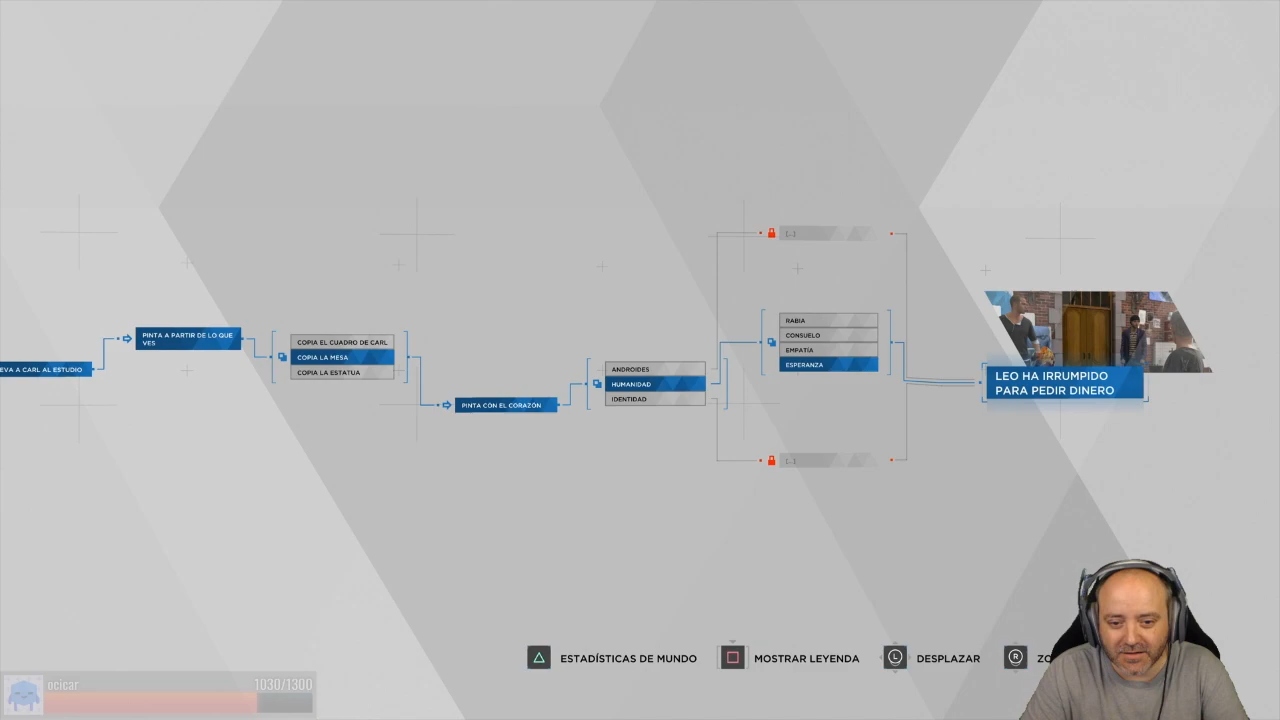 EVA A CARL AL ESTUDIO
PINTA A PARTIR DE LO QUE
VES
COPIA EL CUADRO DE CARL
COPIA LA MESA
COPIA LA ESTATUA
PINTA CON EL CORAZÓN
ANDROIDES
HUMANIDAD
IDENTIDAD
[...]
RABIA
CONSUELO
EMPATÍA
ESPERANZA
[...]
LEO HA IRRUMPIDO
PARA PEDIR DINERO
ESTADÍSTICAS DE MUNDO
MOSTRAR LEYENDA
L
DESPLAZAR
R
ZO
ocicar
1030/1300